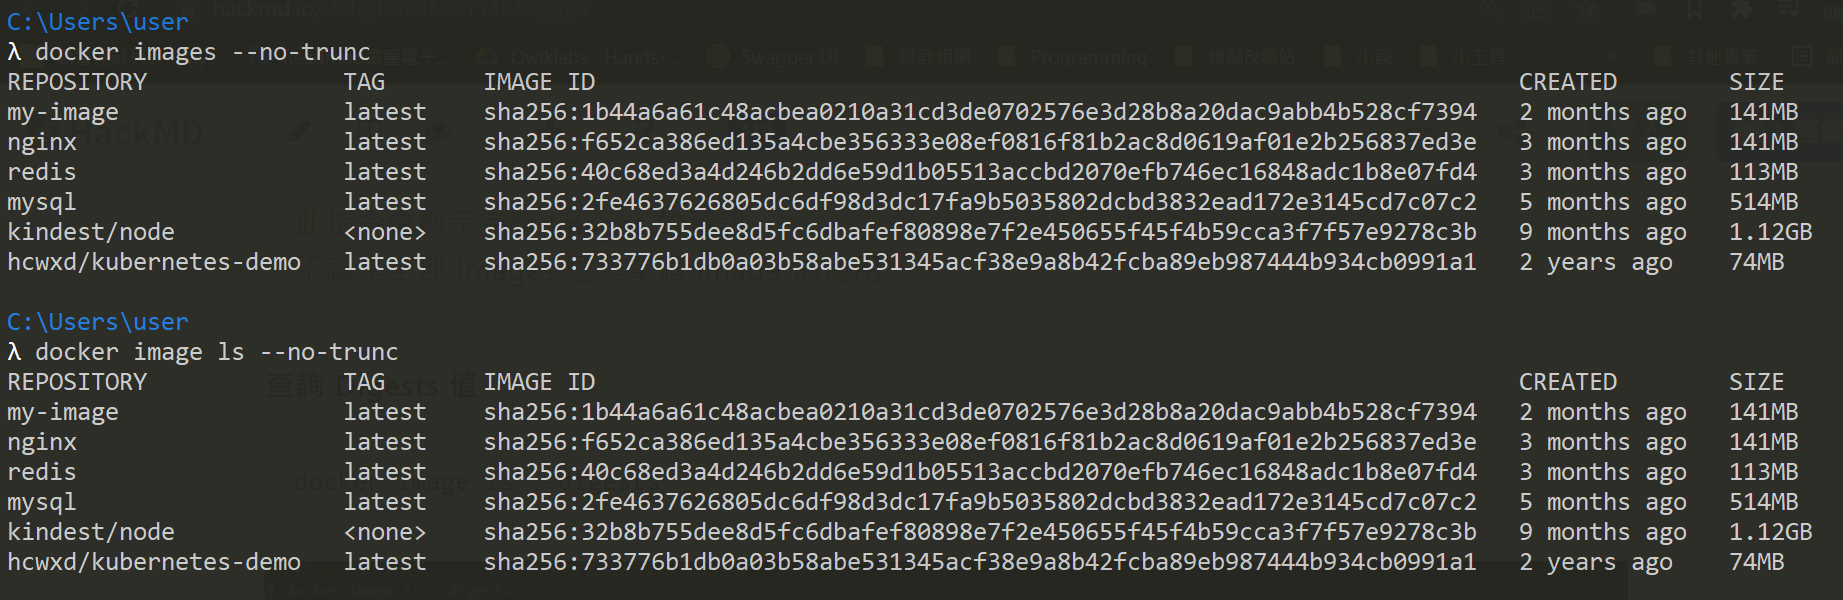 C:\Users\user
λ docker images --no-trunc
REPOSITORY TAG IMAGE ID CREATED SIZE
my-image latest sha256:1b44a6a61c48acbea0210a31cd3de0702576e3d28b8a20dac9abb4b528cf7394 2 months ago 141MB
nginx latest sha256:f652ca386ed135a4cbe356333e08ef0816f81b2ac8d0619af01e2b256837ed3e 3 months ago 141MB
redis latest sha256:40c68ed3a4d246b2dd6e59d1b05513accbd2070efb746ec16848adc1b8e07fd4 3 months ago 113MB
mysql latest sha256:2fe4637626805dc6df98d3dc17fa9b5035802dcbd3832ead172e3145cd7c07c2 5 months ago 514MB
kindest/node <none> sha256:32b8b755dee8d5fc6dbafef80898e7f2e450655f45f4b59cca3f7f57e9278c3b 9 months ago 1.12GB
hcwxd/kubernetes-demo latest sha256:733776b1db0a03b58abe531345acf38e9a8b42fcba89eb987444b934cb0991a1 2 years ago 74MB
C:\Users\user
λ docker image ls --no-trunc
REPOSITORY TAG IMAGE ID CREATED SIZE
my-image latest sha256:1b44a6a61c48acbea0210a31cd3de0702576e3d28b8a20dac9abb4b528cf7394 2 months ago 141MB
nginx latest sha256:f652ca386ed135a4cbe356333e08ef0816f81b2ac8d0619af01e2b256837ed3e 3 months ago 141MB
redis latest sha256:40c68ed3a4d246b2dd6e59d1b05513accbd2070efb746ec16848adc1b8e07fd4 3 months ago 113MB
mysql latest sha256:2fe4637626805dc6df98d3dc17fa9b5035802dcbd3832ead172e3145cd7c07c2 5 months ago 514MB
kindest/node <none> sha256:32b8b755dee8d5fc6dbafef80898e7f2e450655f45f4b59cca3f7f57e9278c3b 9 months ago 1.12GB
hcwxd/kubernetes-demo latest sha256:733776b1db0a03b58abe531345acf38e9a8b42fcba89eb987444b934cb0991a1 2 years ago 74MB